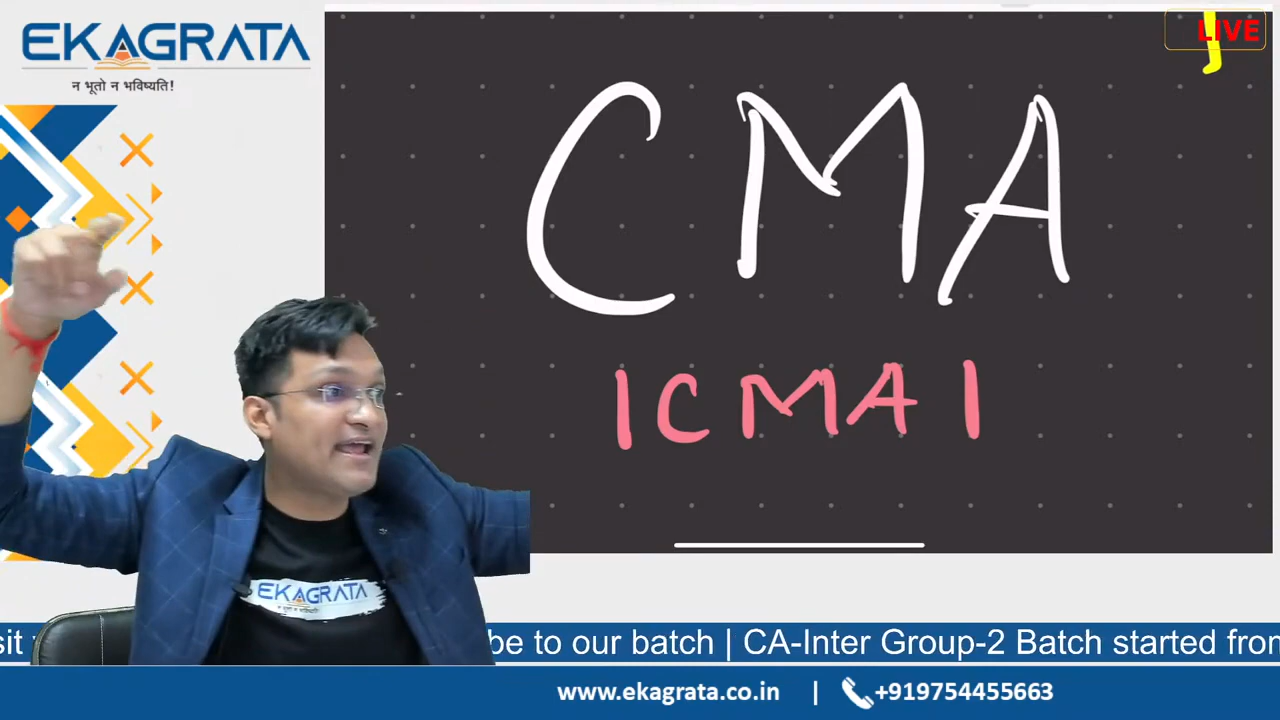 EKAGRATA
न भूतो न भविष्यति!
LIVE
CMA
ICMAI
EKAGRATA
be to our batch | CA-Inter Group-2 Batch started from
www.ekagrata.co.in | +919754455663